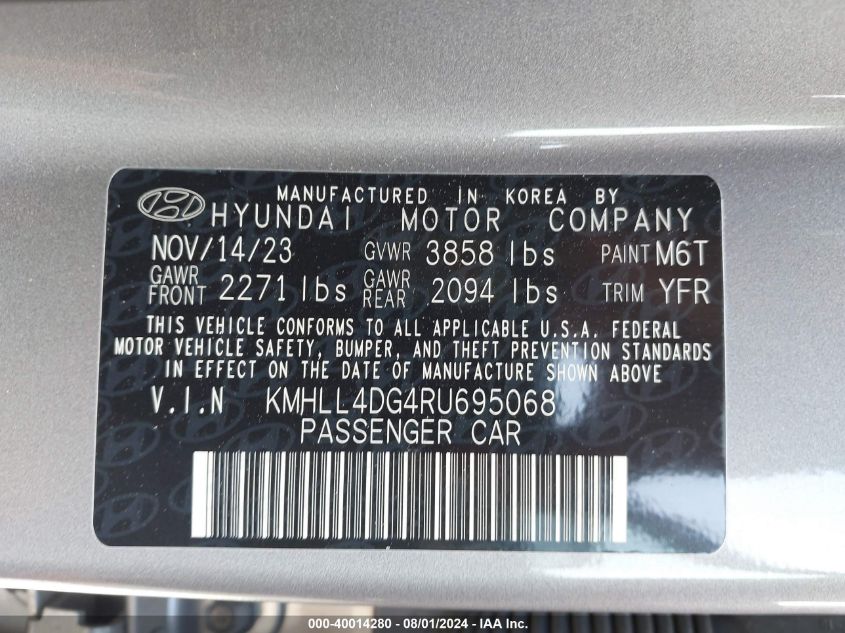 MANUFACTURED IN KOREA BY
HYUNDAI MOTOR COMPANY
NOV/14/23 GVWR 3858 lbs PAINT M6T
GAWR FRONT 2271 lbs GAWR REAR 2094 lbs TRIM YFR
THIS VEHICLE CONFORMS TO ALL APPLICABLE U.S.A. FEDERAL
MOTOR VEHICLE SAFETY, BUMPER, AND THEFT PREVENTION STANDARDS
IN EFFECT ON THE DATE OF MANUFACTURE SHOWN ABOVE
V.I.N KMHLL4DG4RU695068
PASSENGER CAR
000-40014280 - 08/01/2024 - IAA Inc.